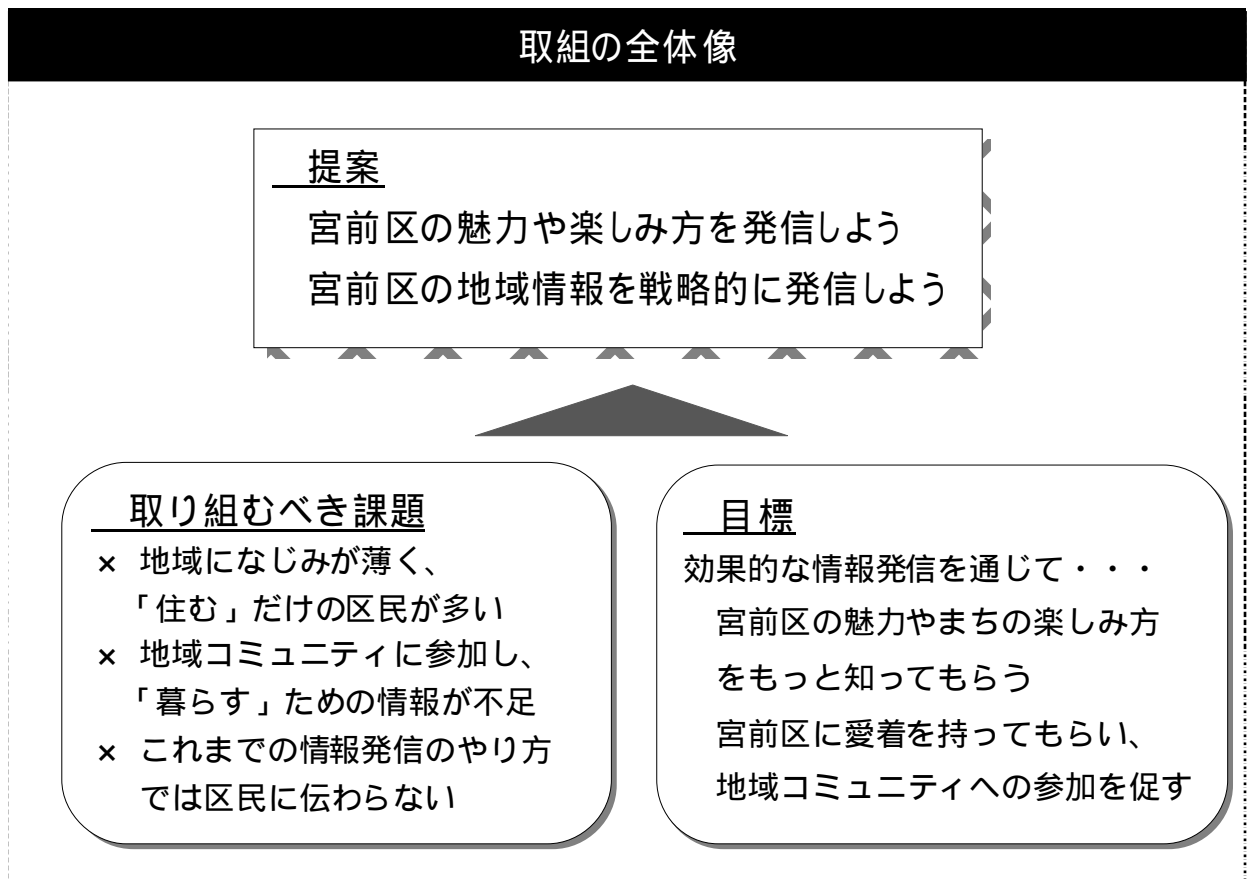 取組の全体像
提案
宮前区の魅力や楽しみ方を発信しよう
宮前区の地域情報を戦略的に発信しよう
取り組むべき課題
× 地域になじみが薄く、
「住む」だけの区民が多い
× 地域コミュニティに参加し、
「暮らす」ための情報が不足
× これまでの情報発信のやり方
では区民に伝わらない
目標
効果的な情報発信を通じて・・・
宮前区の魅力やまちの楽しみ方
をもっと知ってもらう
宮前区に愛着を持ってもらい、
地域コミュニティへの参加を促す